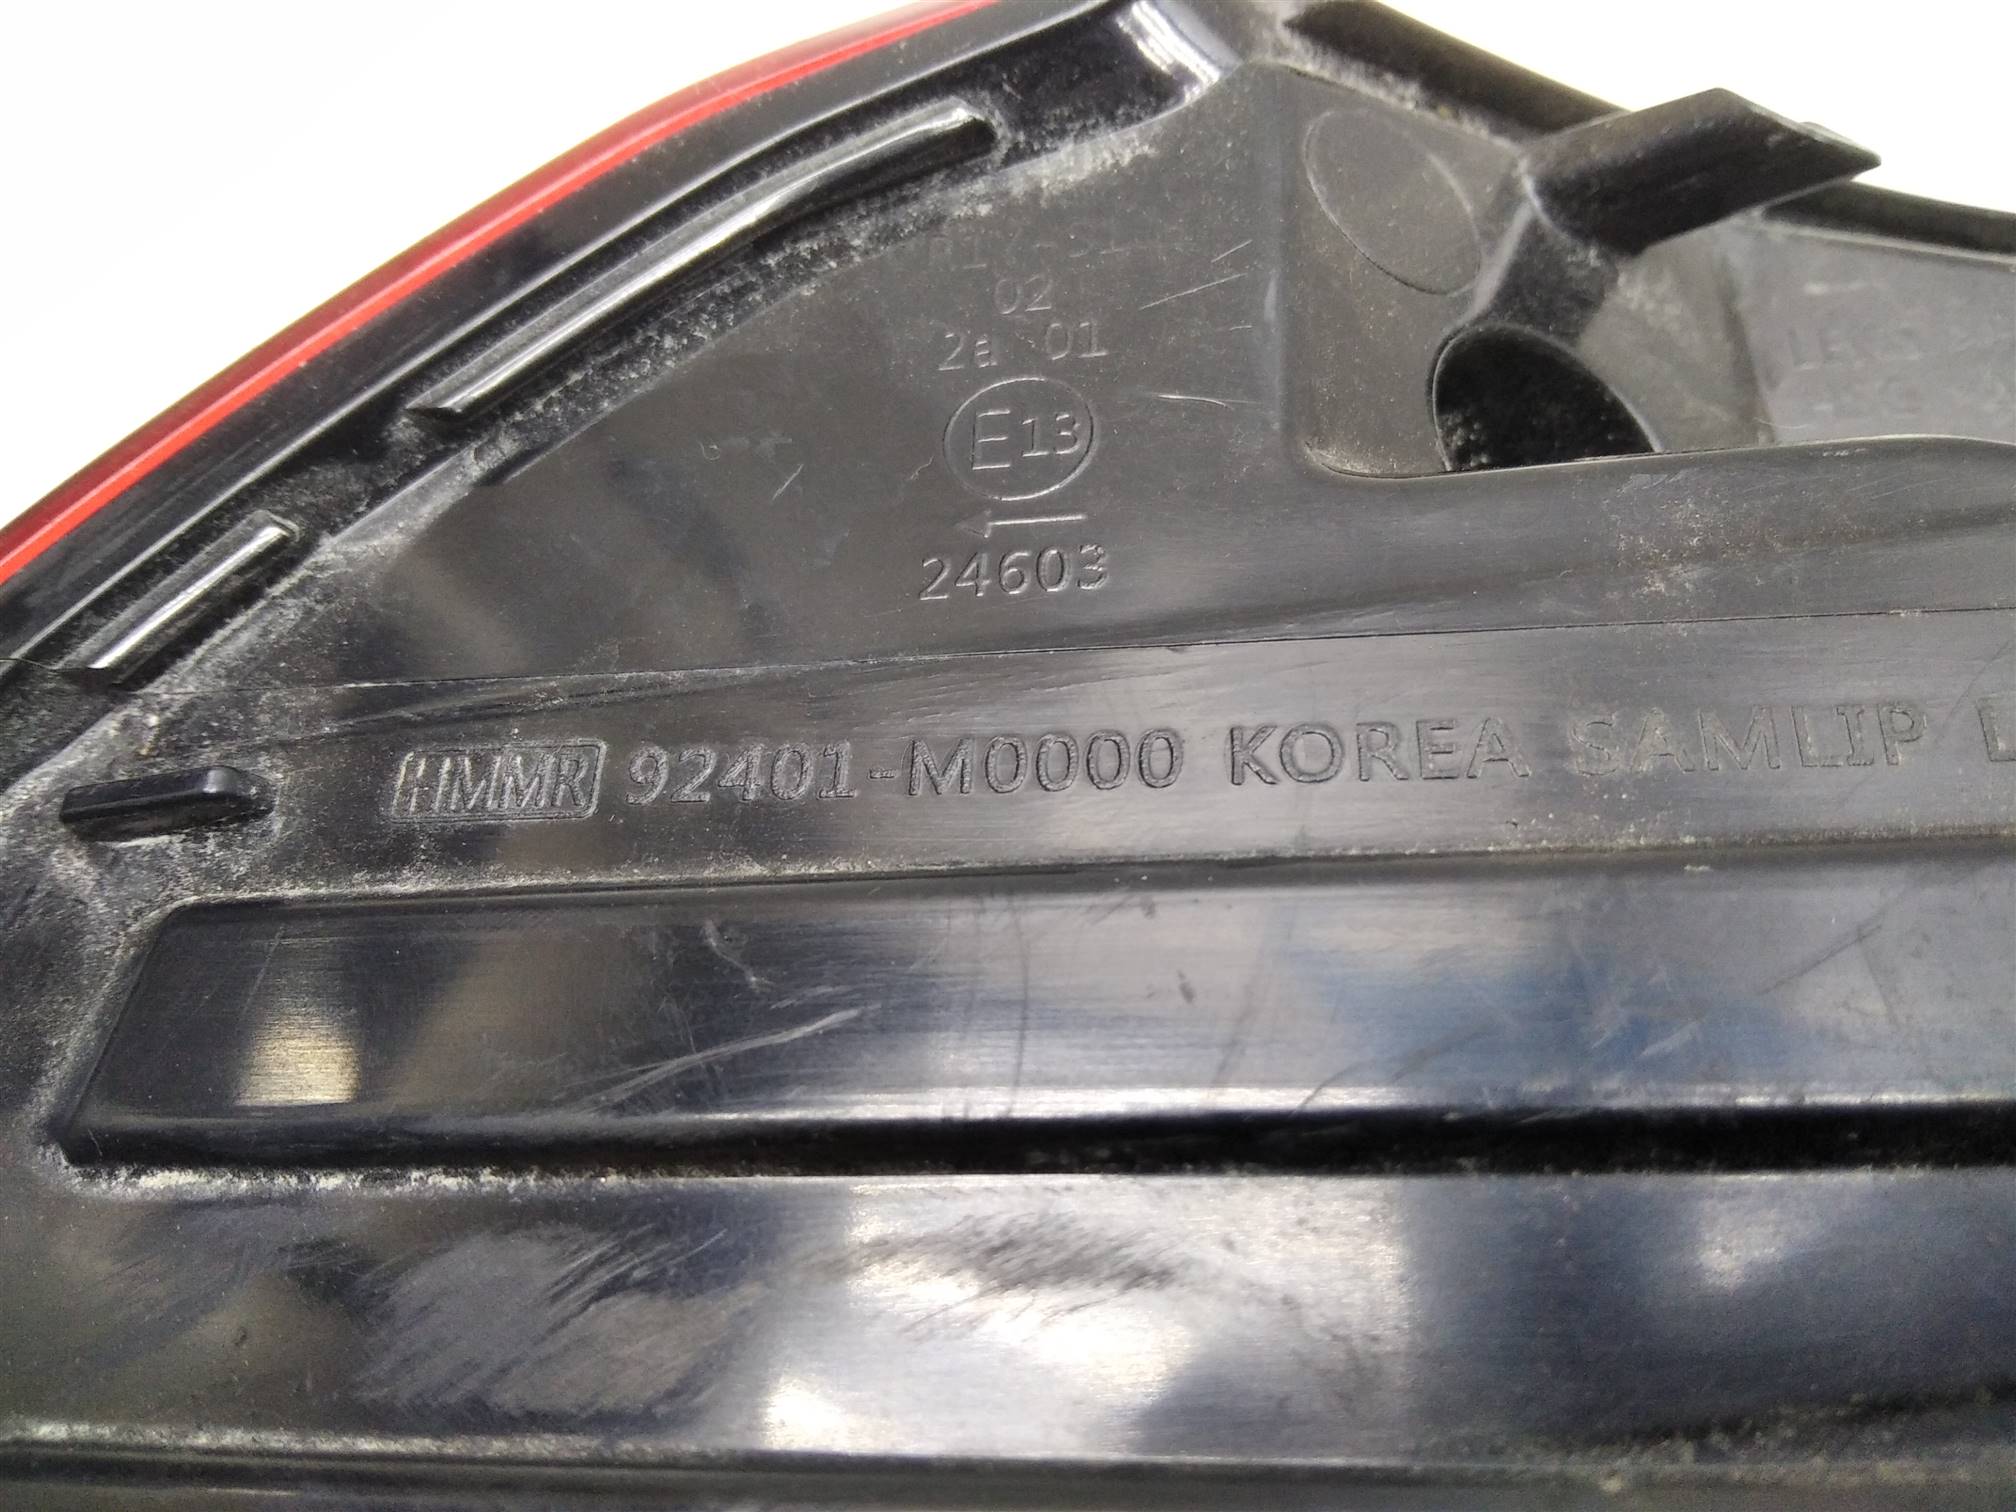 02
2a 01
E13
24603
HMMR 92401-M0000 KOREA SAMLIP